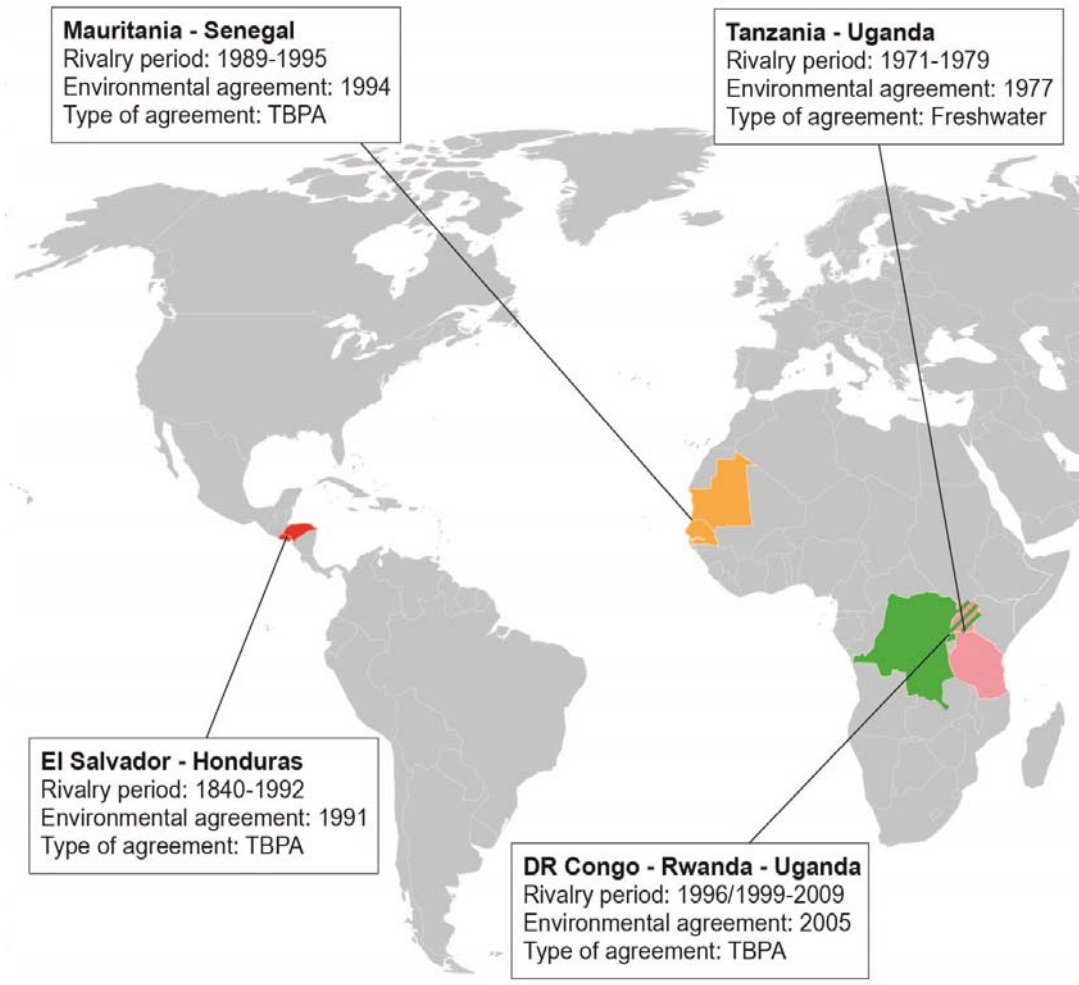 Mauritania - Senegal
Rivalry period: 1989-1995
Environmental agreement: 1994
Type of agreement: TBPA
Tanzania - Uganda
Rivalry period: 1971-1979
Environmental agreement: 1977
Type of agreement: Freshwater
El Salvador - Honduras
Rivalry period: 1840-1992
Environmental agreement: 1991
Type of agreement: TBPA
DR Congo - Rwanda - Uganda
Rivalry period: 1996/1999-2009
Environmental agreement: 2005
Type of agreement: TBPA